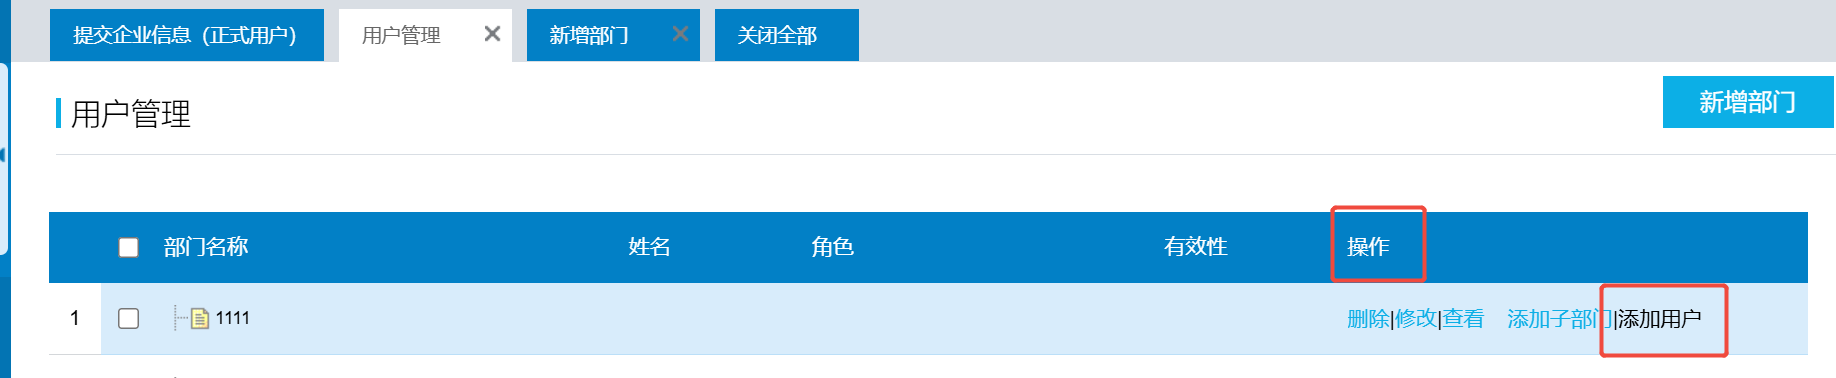 提交企业信息（正式用户） 用户管理 新增部门 关闭全部
用户管理 新增部门
部门名称 姓名 角色 有效性 操作
1 1111 删除|修改|查看 添加子部门|添加用户